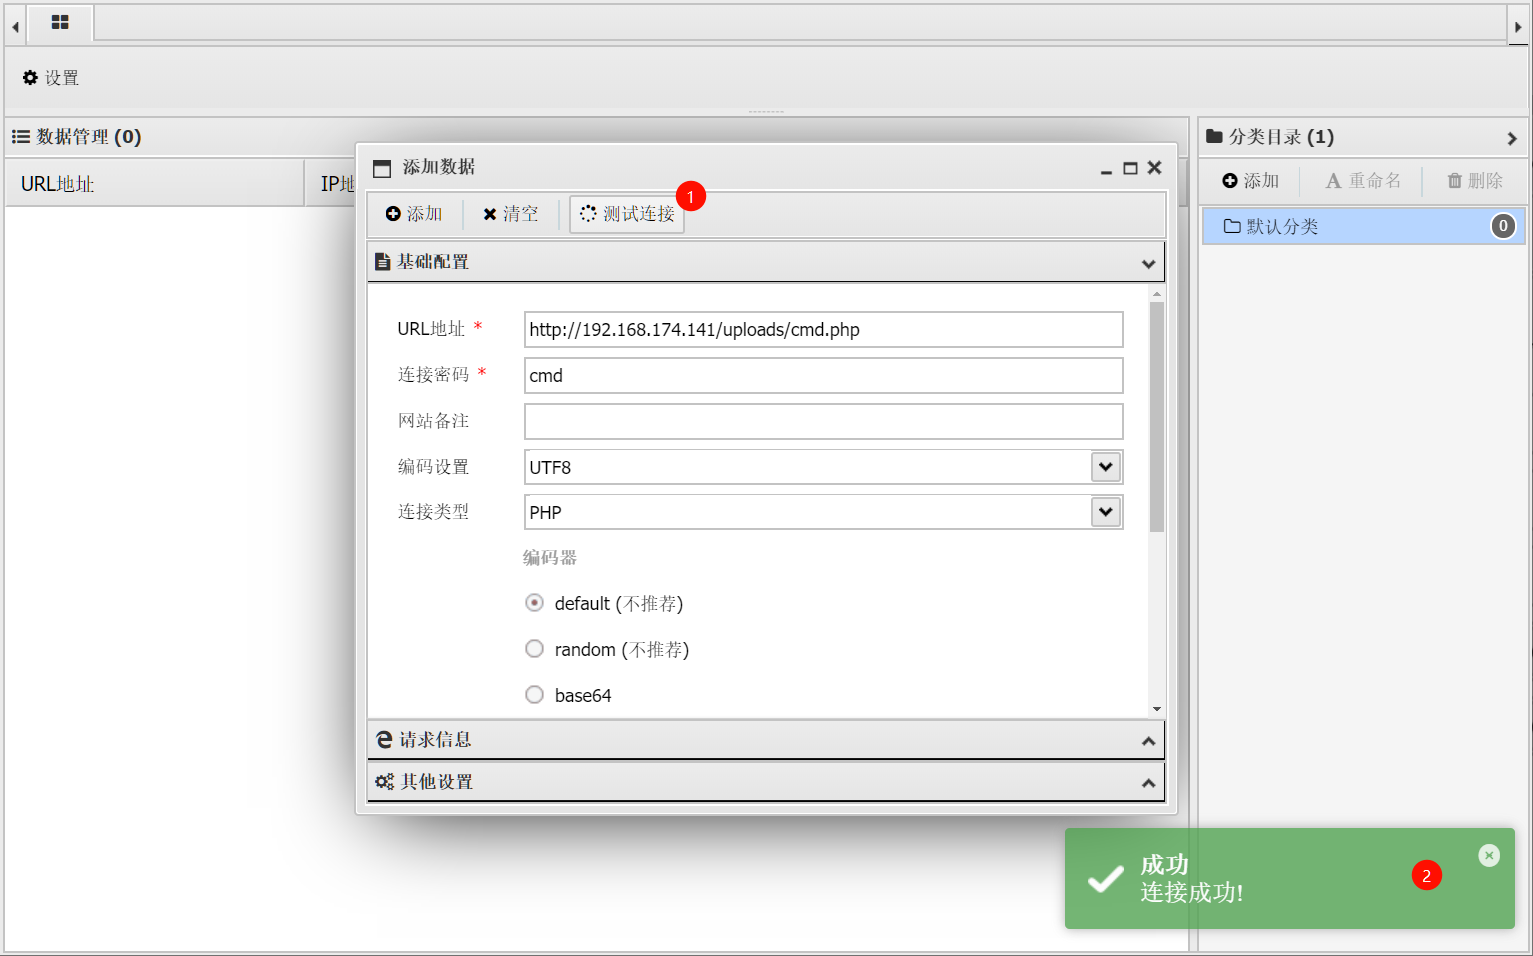 设置
数据管理 (0)
URL地址
IP地
分类目录 (1)
添加
重命名
删除
默认分类
0
添加数据
添加
清空
测试连接
1
基础配置
URL地址 *
http://192.168.174.141/uploads/cmd.php
连接密码 *
cmd
网站备注
编码设置
UTF8
连接类型
PHP
编码器
default (不推荐)
random (不推荐)
base64
请求信息
其他设置
成功
连接成功!
2